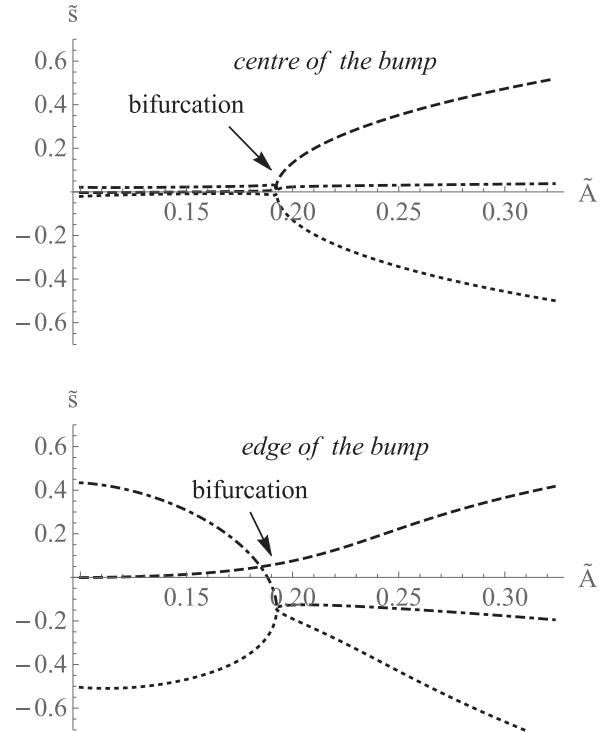 s̃
0.6
centre of the bump
0.4
bifurcation
0.2
0.15 0.20 0.25 0.30 Ã
−0.2
−0.4
−0.6
s̃
0.6
edge of the bump
0.4
bifurcation
0.2
0.15 0.20 0.25 0.30 Ã
−0.2
−0.4
−0.6